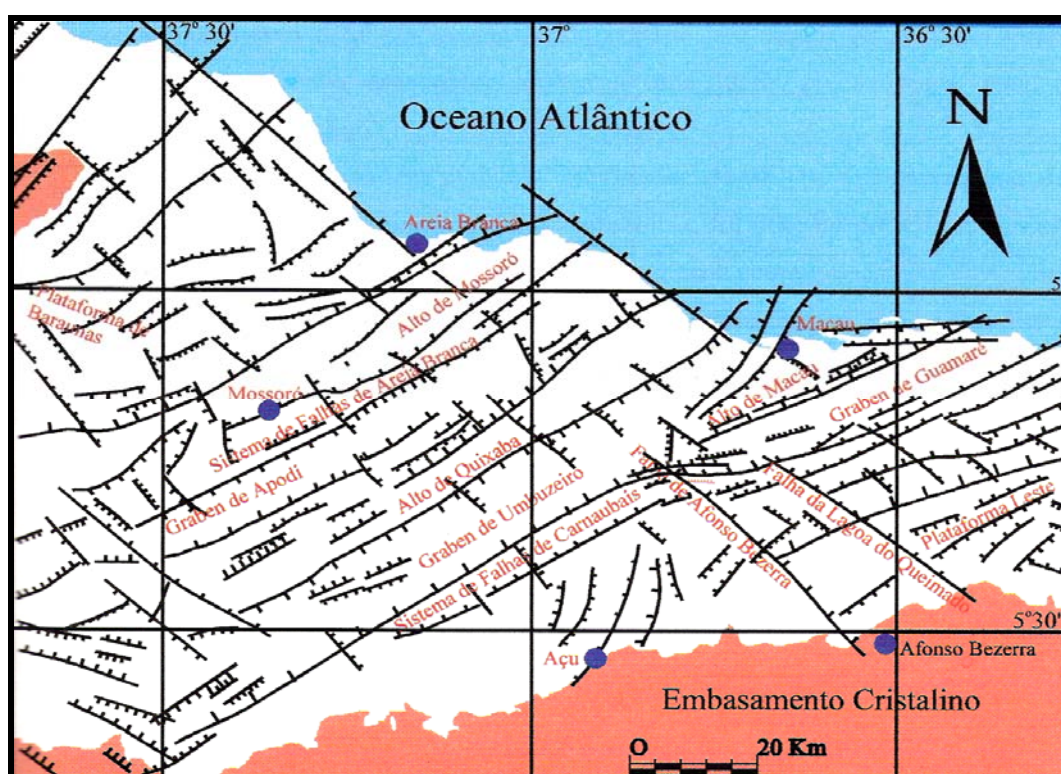 37° 30'
37°
36° 30'
N
Oceano Atlântico
Areia Branca
Alto de Mossoró
5
Plataforma de
Baraunas
Macau
Mossoró
Sistema de Falhas de Areia Branca
Alto de Macau
Graben de Guamaré
Graben de Apodi
Alto de Quixaba
Graben de Umbuzeiro
Sistema de Falhas de Carnaubais
Falha de Afonso Bezerra
Falha da Lagoa do Queimado
Plataforma Leste
5° 30'
Açu
Afonso Bezerra
Embasamento Cristalino
O 20 Km